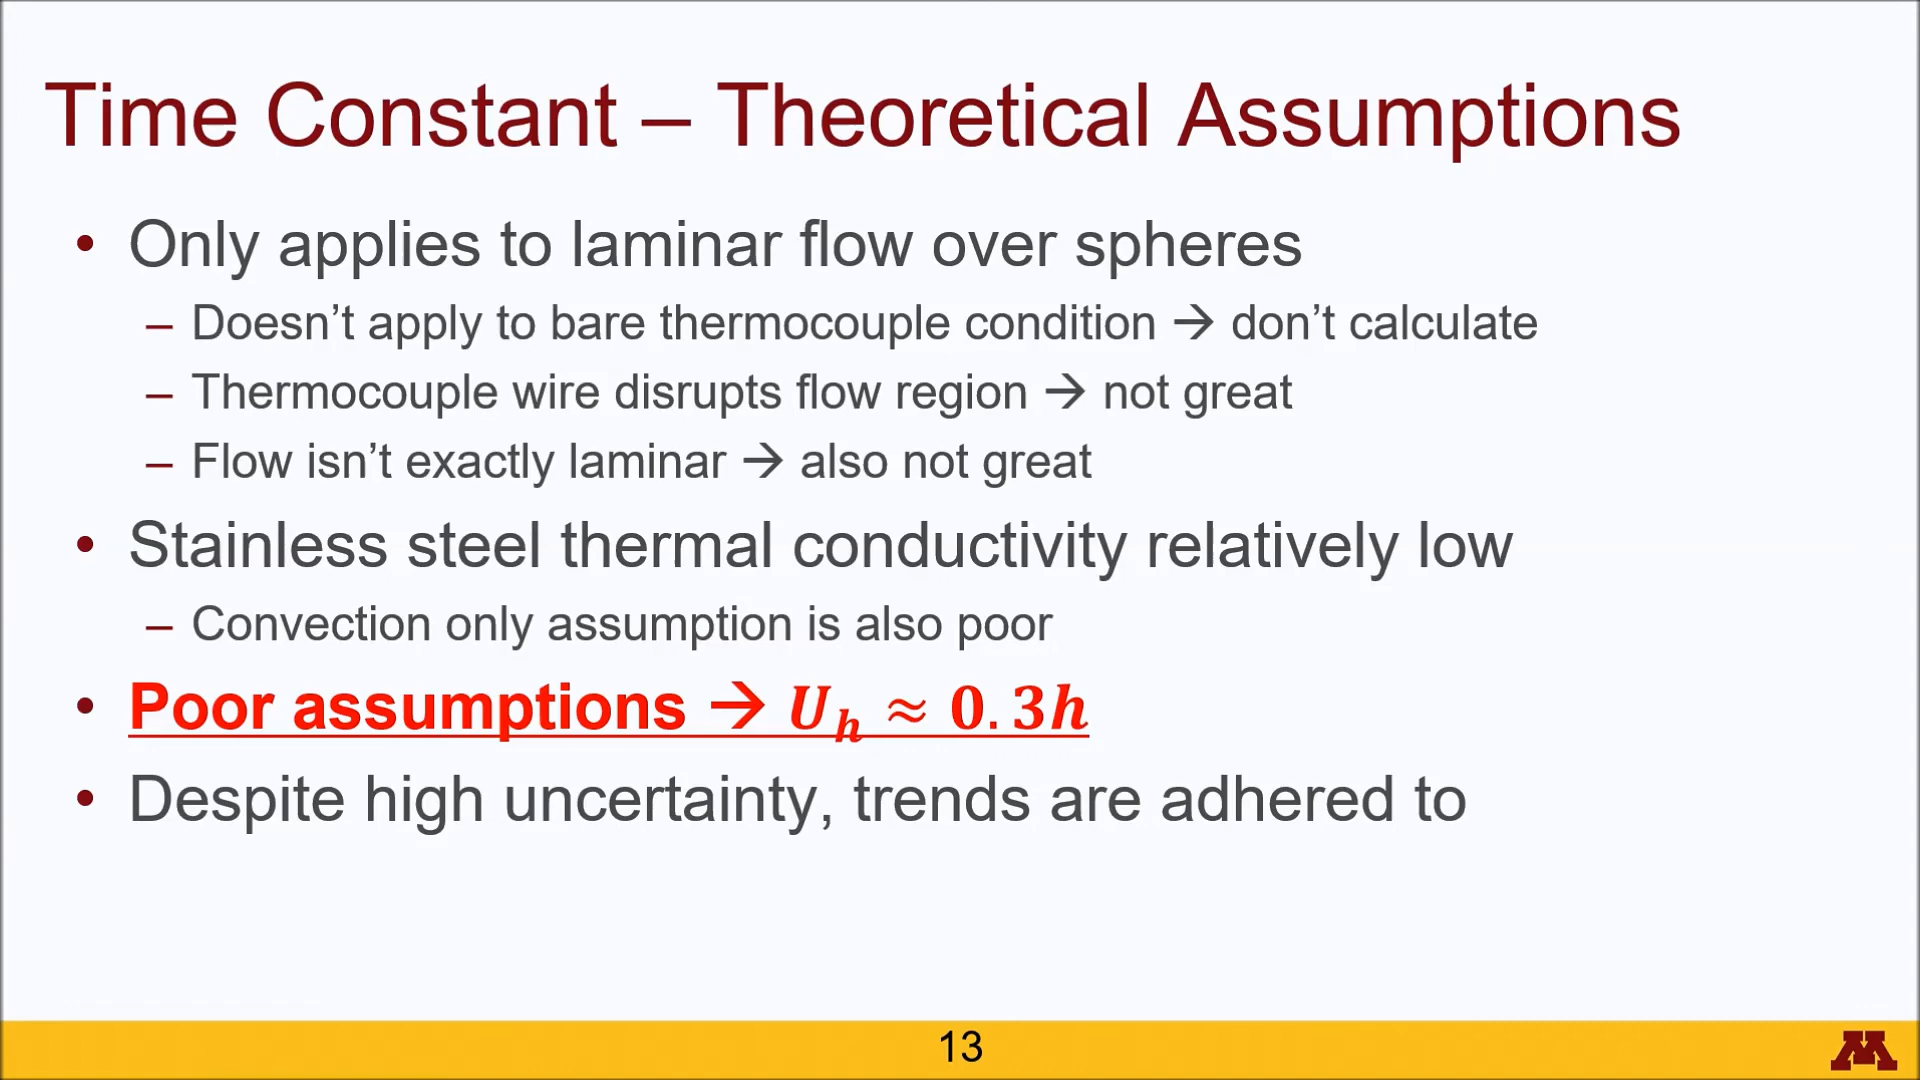 Time Constant – Theoretical Assumptions
• Only applies to laminar flow over spheres
– Doesn’t apply to bare thermocouple condition → don’t calculate
– Thermocouple wire disrupts flow region → not great
– Flow isn’t exactly laminar → also not great
• Stainless steel thermal conductivity relatively low
– Convection only assumption is also poor
• Poor assumptions → U_h ≈ 0.3h
• Despite high uncertainty, trends are adhered to
13
M